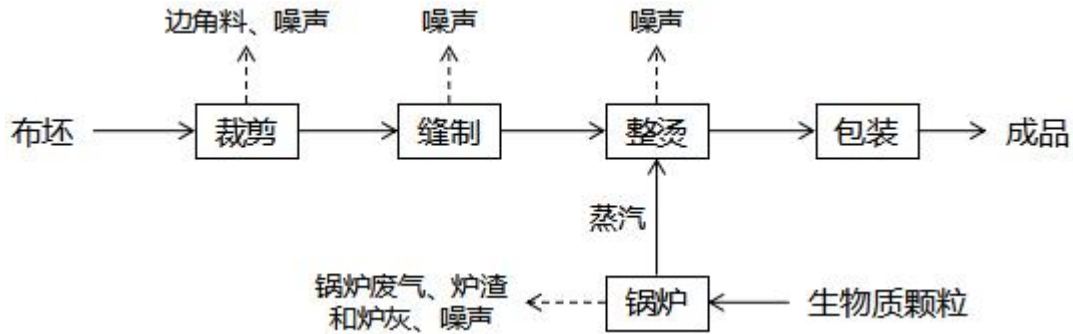 边角料、噪声
噪声
噪声
布坯
裁剪
缝制
整烫
包装
成品
蒸汽
锅炉废气、炉渣
和炉灰、噪声
锅炉
生物质颗粒